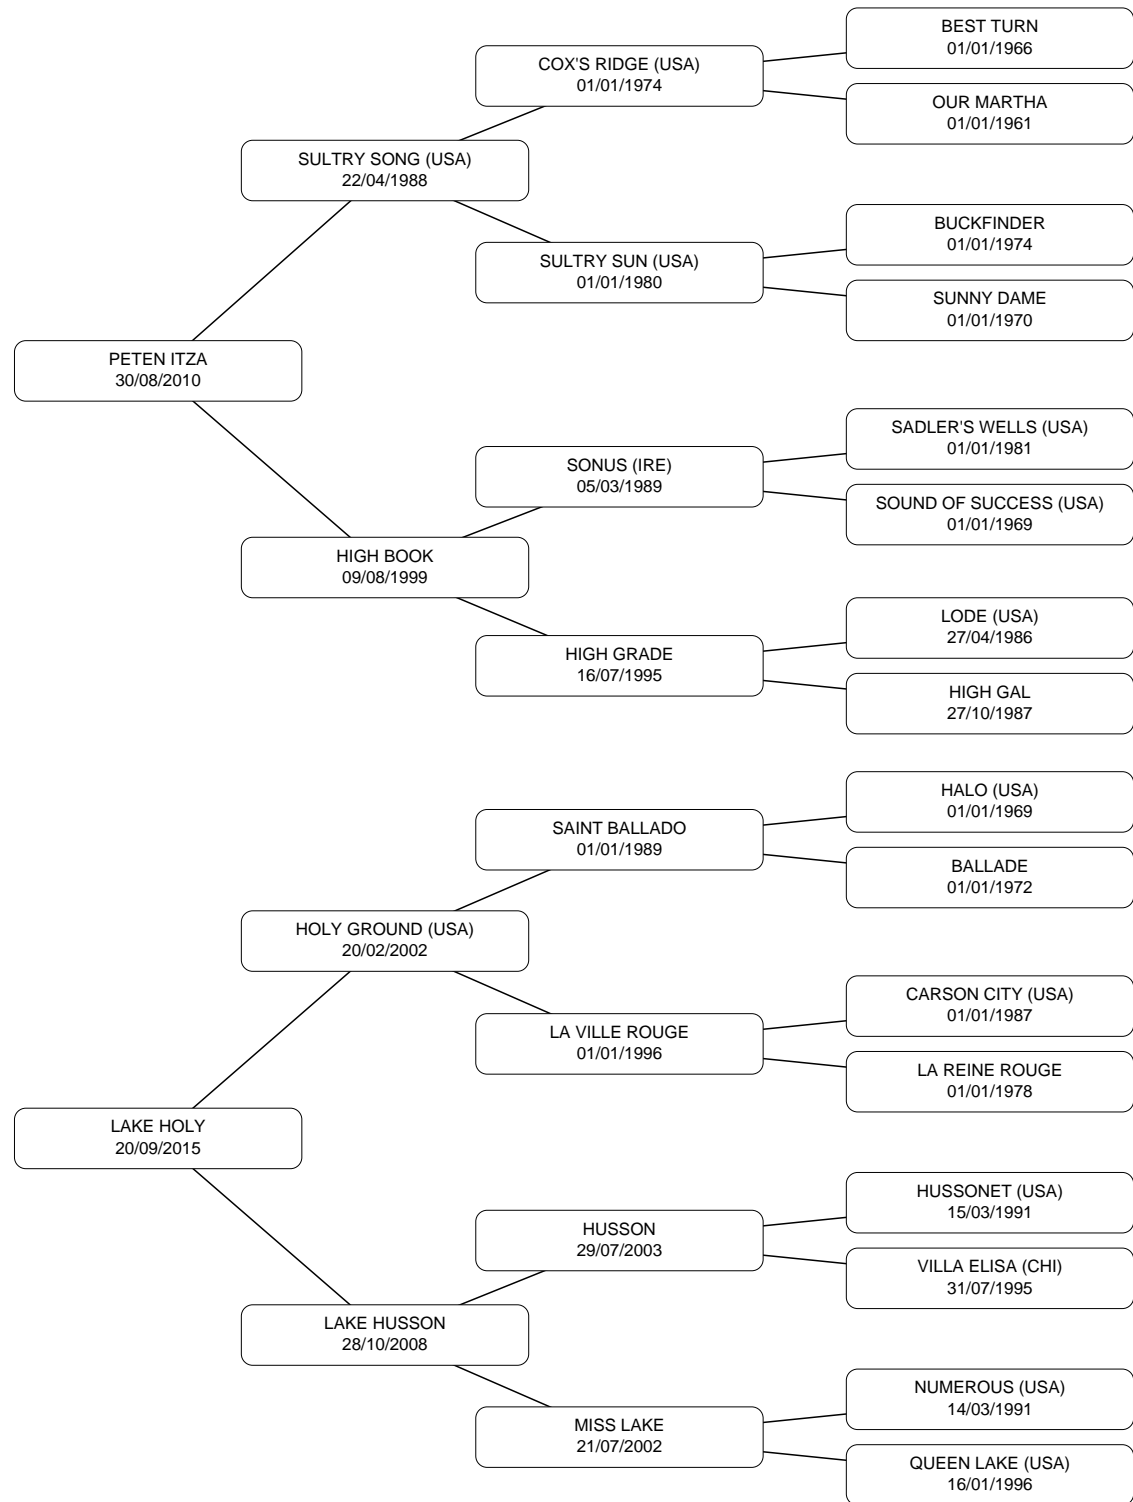 BEST TURN
01/01/1966
COX'S RIDGE (USA)
01/01/1974
OUR MARTHA
01/01/1961
SULTRY SONG (USA)
22/04/1988
BUCKFINDER
01/01/1974
SULTRY SUN (USA)
01/01/1980
SUNNY DAME
01/01/1970
PETEN ITZA
30/08/2010
SADLER'S WELLS (USA)
01/01/1981
SONUS (IRE)
05/03/1989
SOUND OF SUCCESS (USA)
01/01/1969
HIGH BOOK
09/08/1999
LODE (USA)
27/04/1986
HIGH GRADE
16/07/1995
HIGH GAL
27/10/1987
HALO (USA)
01/01/1969
SAINT BALLADO
01/01/1989
BALLADE
01/01/1972
HOLY GROUND (USA)
20/02/2002
CARSON CITY (USA)
01/01/1987
LA VILLE ROUGE
01/01/1996
LA REINE ROUGE
01/01/1978
LAKE HOLY
20/09/2015
HUSSONET (USA)
15/03/1991
HUSSON
29/07/2003
VILLA ELISA (CHI)
31/07/1995
LAKE HUSSON
28/10/2008
NUMEROUS (USA)
14/03/1991
MISS LAKE
21/07/2002
QUEEN LAKE (USA)
16/01/1996